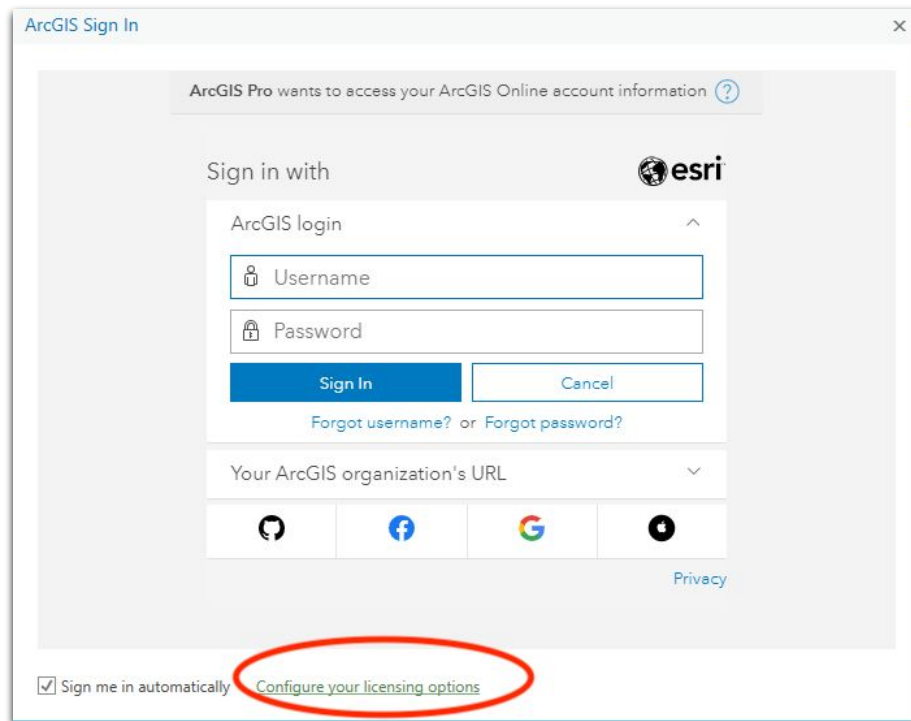 ArcGIS Sign In
ArcGIS Pro wants to access your ArcGIS Online account information ?
Sign in with
esri
ArcGIS login
Username
Password
Sign In Cancel
Forgot username? or Forgot password?
Your ArcGIS organization's URL
Privacy
Sign me in automatically Configure your licensing options